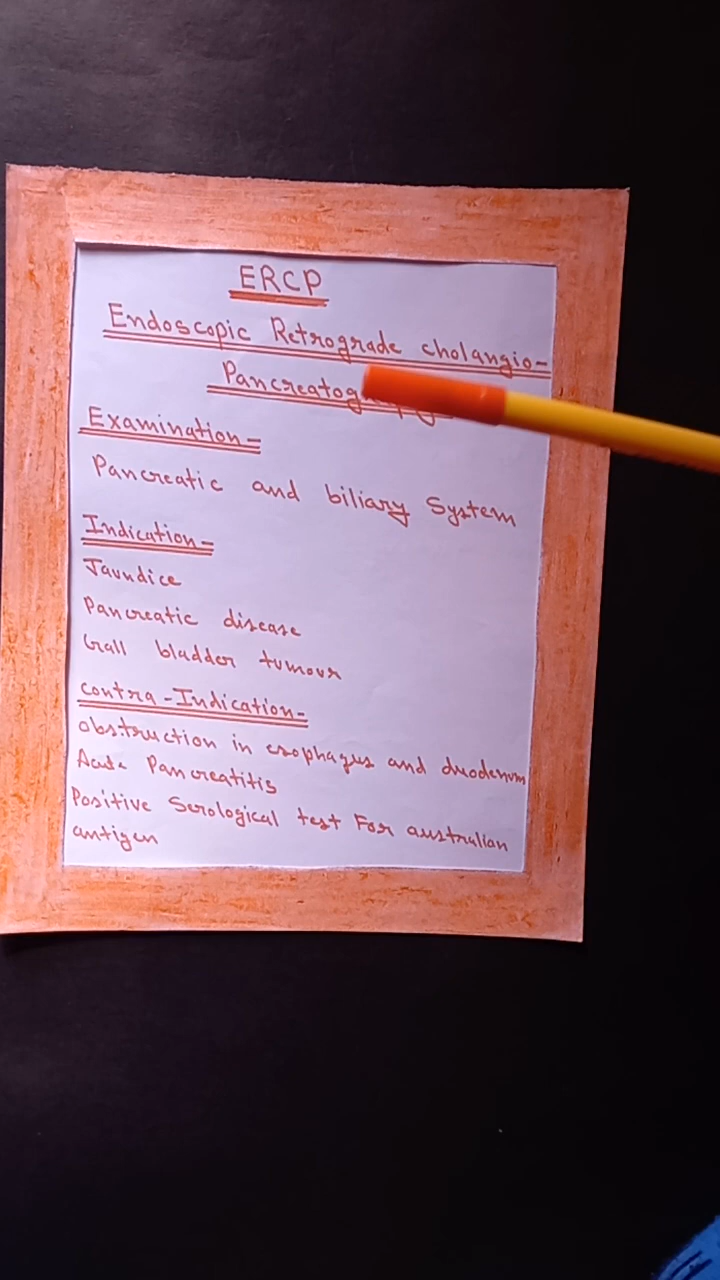 ERCP
Endoscopic Retrograde cholangio-
Examination-
Pancreatic and biliary System
Indication-
Jaundice
Pancreatic disease
Gall bladder tumour
contra-Indication-
obstruction in esophagus and duodenum
Acute Pancreatitis
Positive Serological test For australian
antigen